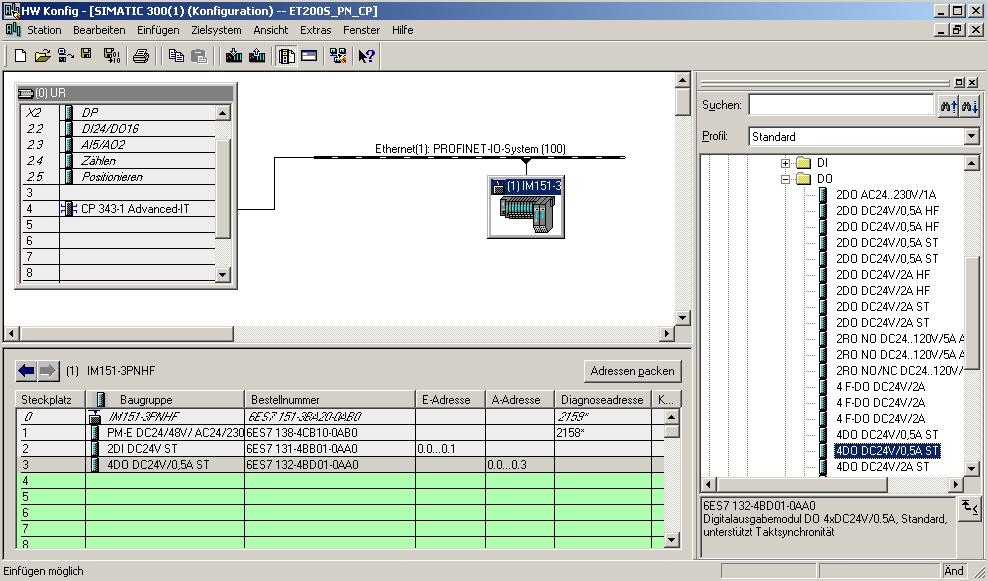 HW Konfig - [SIMATIC 300(1) (Konfiguration) -- ET200S_PN_CP]
Station Bearbeiten Einfügen Zielsystem Ansicht Extras Fenster Hilfe
(0) UR
X2 DP
2.2 DI24/DO16
2.3 AI5/AO2
2.4 Zählen
2.5 Positionieren
3
4 CP 343-1 Advanced-IT
5
6
7
8
Ethernet(1): PROFINET-IO-System (100)
(1) IM151-3
Suchen:
Profil: Standard
DI
DO
2DO AC24..230V/1A
2DO DC24V/0,5A HF
2DO DC24V/0,5A HF
2DO DC24V/0,5A ST
2DO DC24V/0,5A ST
2DO DC24V/2A HF
2DO DC24V/2A HF
2DO DC24V/2A ST
2DO DC24V/2A ST
2RO NO DC24..120V/5A A
2RO NO DC24..120V/5A A
2RO NO/NC DC24..120V/
4 F-DO DC24V/2A
4 F-DO DC24V/2A
4 F-DO DC24V/2A
4DO DC24V/0,5A ST
4DO DC24V/0,5A ST
4DO DC24V/2A ST
6ES7 132-4BD01-0AA0
Digitalausgabemodul DO 4xDC24V/0.5A, Standard,
unterstützt Taktsynchronität
(1) IM151-3PNHF
Adressen packen
Steckplatz Baugruppe Bestellnummer E-Adresse A-Adresse Diagnoseadresse K...
0 IM151-3PNHF 6ES7 151-3BA20-0AB0 2159*
1 PM-E DC24/48V/ AC24/230 6ES7 138-4CB10-0AB0 2158*
2 2DI DC24V ST 6ES7 131-4BB01-0AA0 0.0...0.1
3 4DO DC24V/0,5A ST 6ES7 132-4BD01-0AA0 0.0...0.3
4
5
6
7
8
Einfügen möglich
Änd